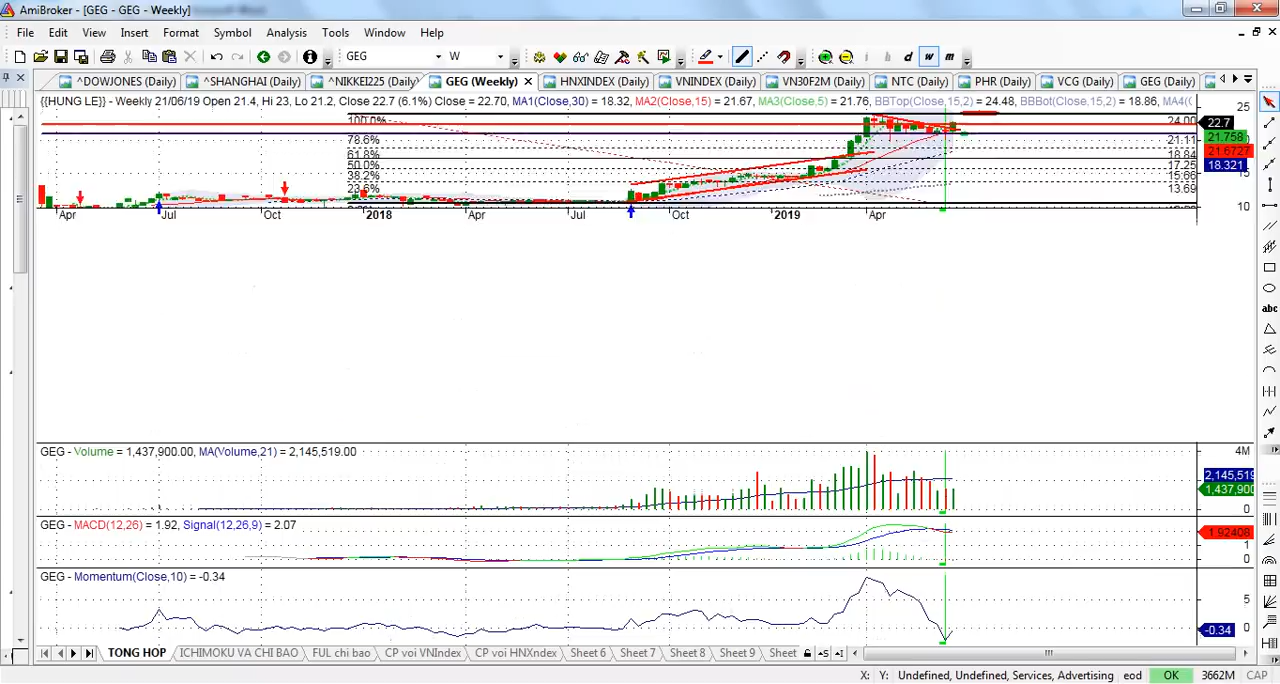 AmiBroker - [GEG - GEG - Weekly]
File Edit View Insert Format Symbol Analysis Tools Window Help
GEG W i h d w m
^DOWJONES (Daily) ^SHANGHAI (Daily) ^NIKKEI225 (Daily) GEG (Weekly) HNXINDEX (Daily) VNINDEX (Daily) VN30F2M (Daily) NTC (Daily) PHR (Daily) VCG (Daily) GEG (Daily)
{{HUNG LE}} - Weekly 21/06/19 Open 21.4, Hi 23, Lo 21.2, Close 22.7 (6.1%) Close = 22.70, MA1(Close,30) = 18.32, MA2(Close,15) = 21.67, MA3(Close,5) = 21.76, BBTop(Close,15,2) = 24.48, BBBot(Close,15,2) = 18.86, MA4(
25
100.0% 24.00 22.7
78.6% 21.11 21.758
61.8% 18.84 21.6727
50.0% 17.25 18.321
38.2% 15.66 15
23.6% 13.69
10
Apr Jul Oct 2018 Apr Jul Oct 2019 Apr
GEG - Volume = 1,437,900.00, MA(Volume,21) = 2,145,519.00
4M
2,145,519
1,437,900
0
GEG - MACD(12,26) = 1.92, Signal(12,26,9) = 2.07
1.92408
1
0
GEG - Momentum(Close,10) = -0.34
5
0
-0.34
TONG HOP ICHIMOKU VA CHI BAO FUL chi bao CP voi VNIndex CP voi HNXndex Sheet 6 Sheet 7 Sheet 8 Sheet 9 Sheet
X: Y: Undefined, Undefined, Services, Advertising eod OK 3662M CAP
abc